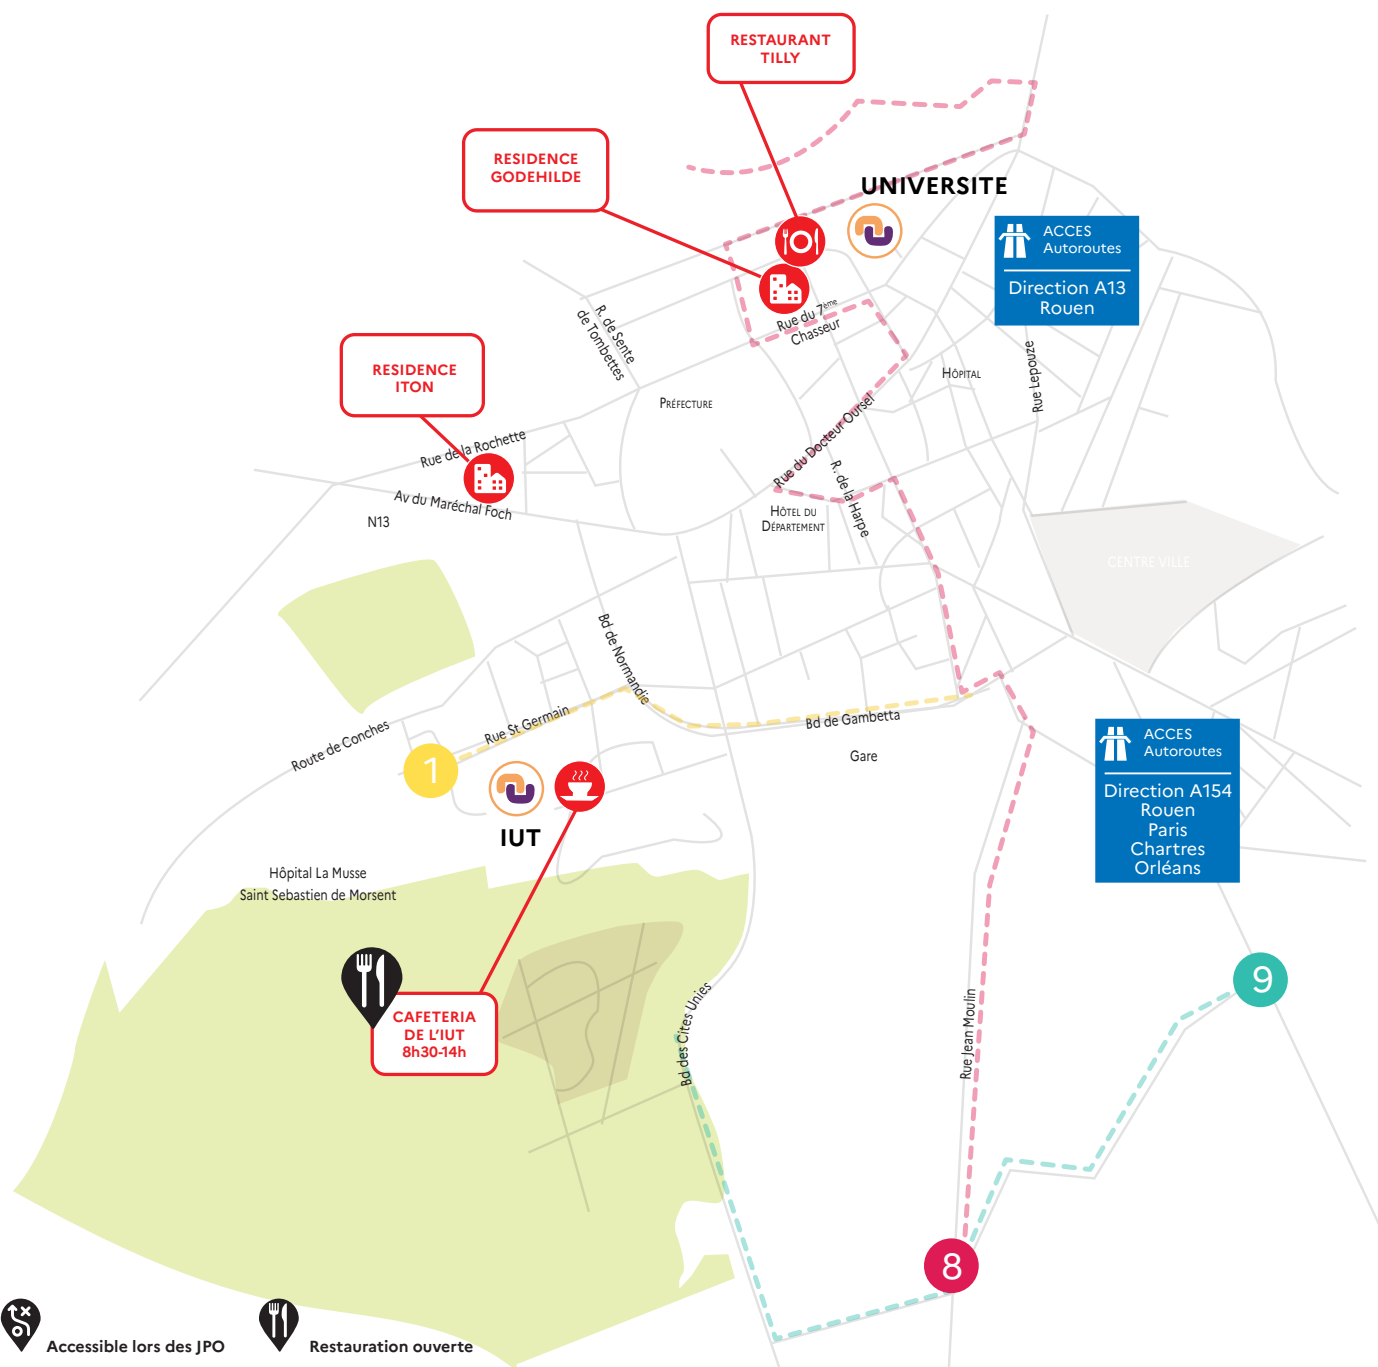 RESTAURANT
TILLY
RESIDENCE
GODEHILDE
UNIVERSITE
ACCES
Autoroutes
Direction A13
Rouen
R. de Sente
de Tombettes
Rue du 7ème
Chasseur
RESIDENCE
ITON
HÔPITAL
Rue Lepouze
PRÉFECTURE
Rue du Docteur Oursel
Rue de la Rochette
R. de la Harpe
Av du Maréchal Foch
N13
HÔTEL DU
DÉPARTEMENT
CENTRE VILLE
Bd de Normandie
Rue St Germain
Route de Conches
Bd de Gambetta
Gare
1
IUT
ACCES
Autoroutes
Direction A154
Rouen
Paris
Chartres
Orléans
Hôpital La Musse
Saint Sebastien de Morsent
CAFETERIA
DE L'IUT
8h30-14h
Bd des Cites Unies
Rue Jean Moulin
9
8
Accessible lors des JPO
Restauration ouverte